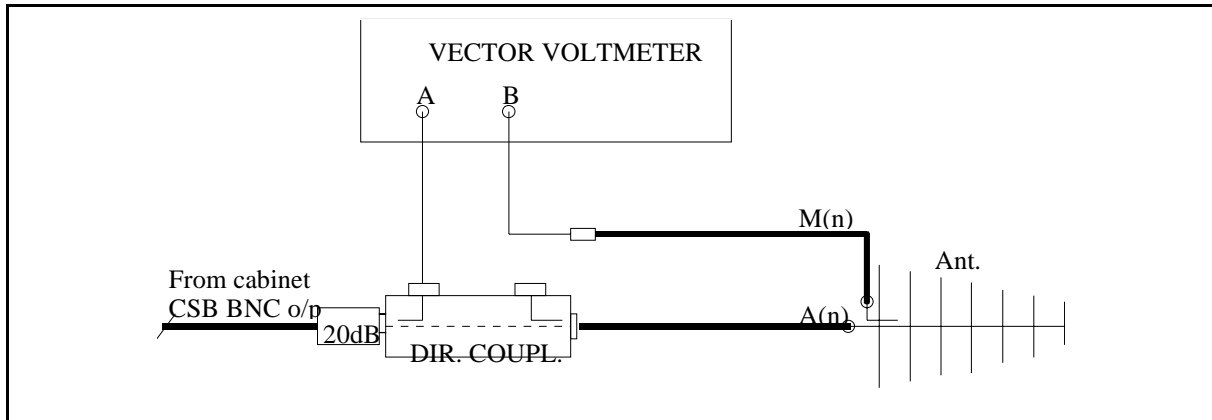 VECTOR VOLTMETER
A
B
M(n)
From cabinet
CSB BNC o/p
Ant.
A(n)
20dB
DIR. COUPL.